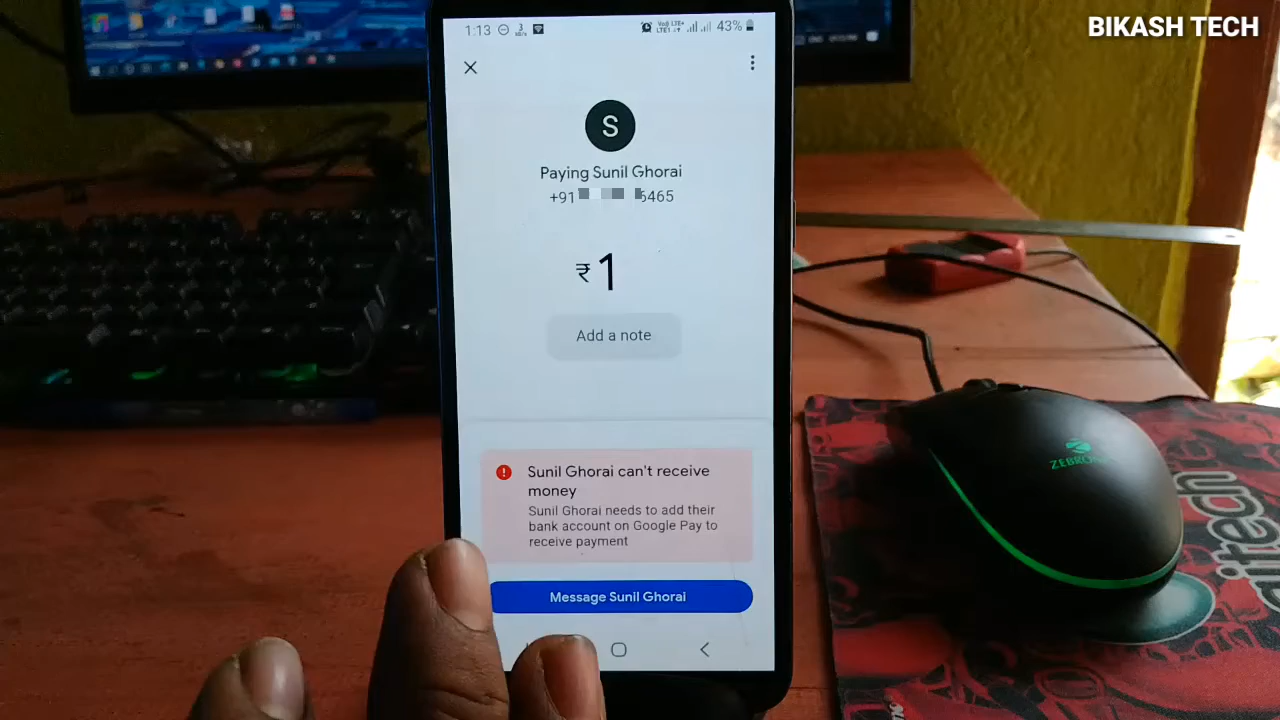 BIKASH TECH
1:13
43%
S
Paying Sunil Ghorai
+91 6465
₹1
Add a note
Sunil Ghorai can't receive
money
Sunil Ghorai needs to add their
bank account on Google Pay to
receive payment
Message Sunil Ghorai